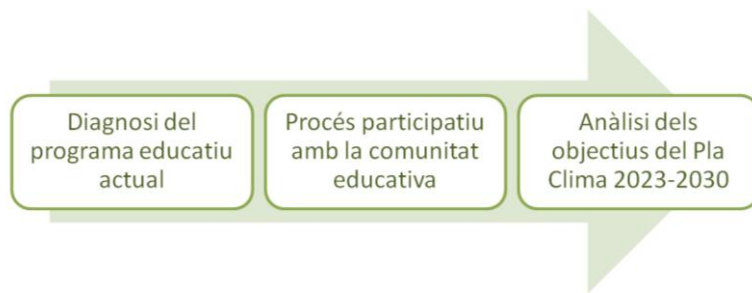 Diagnosi del
programa educatiu
actual
Procés participatiu
amb la comunitat
educativa
Anàlisi dels
objectius del Pla
Clima 2023-2030